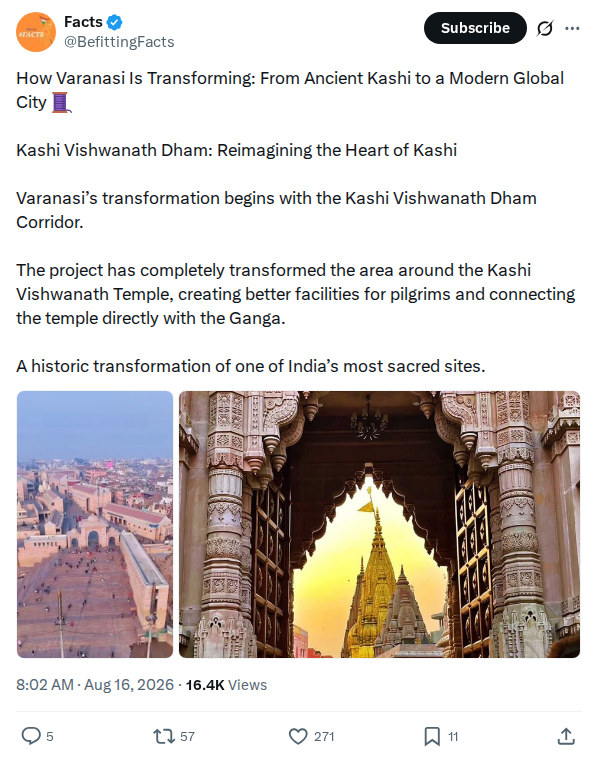 Facts
@BefittingFacts
Subscribe
How Varanasi Is Transforming: From Ancient Kashi to a Modern Global
City 🧵
Kashi Vishwanath Dham: Reimagining the Heart of Kashi
Varanasi’s transformation begins with the Kashi Vishwanath Dham
Corridor.
The project has completely transformed the area around the Kashi
Vishwanath Temple, creating better facilities for pilgrims and connecting
the temple directly with the Ganga.
A historic transformation of one of India’s most sacred sites.
8:02 AM · Aug 16, 2026 · 16.4K Views
5
57
271
11